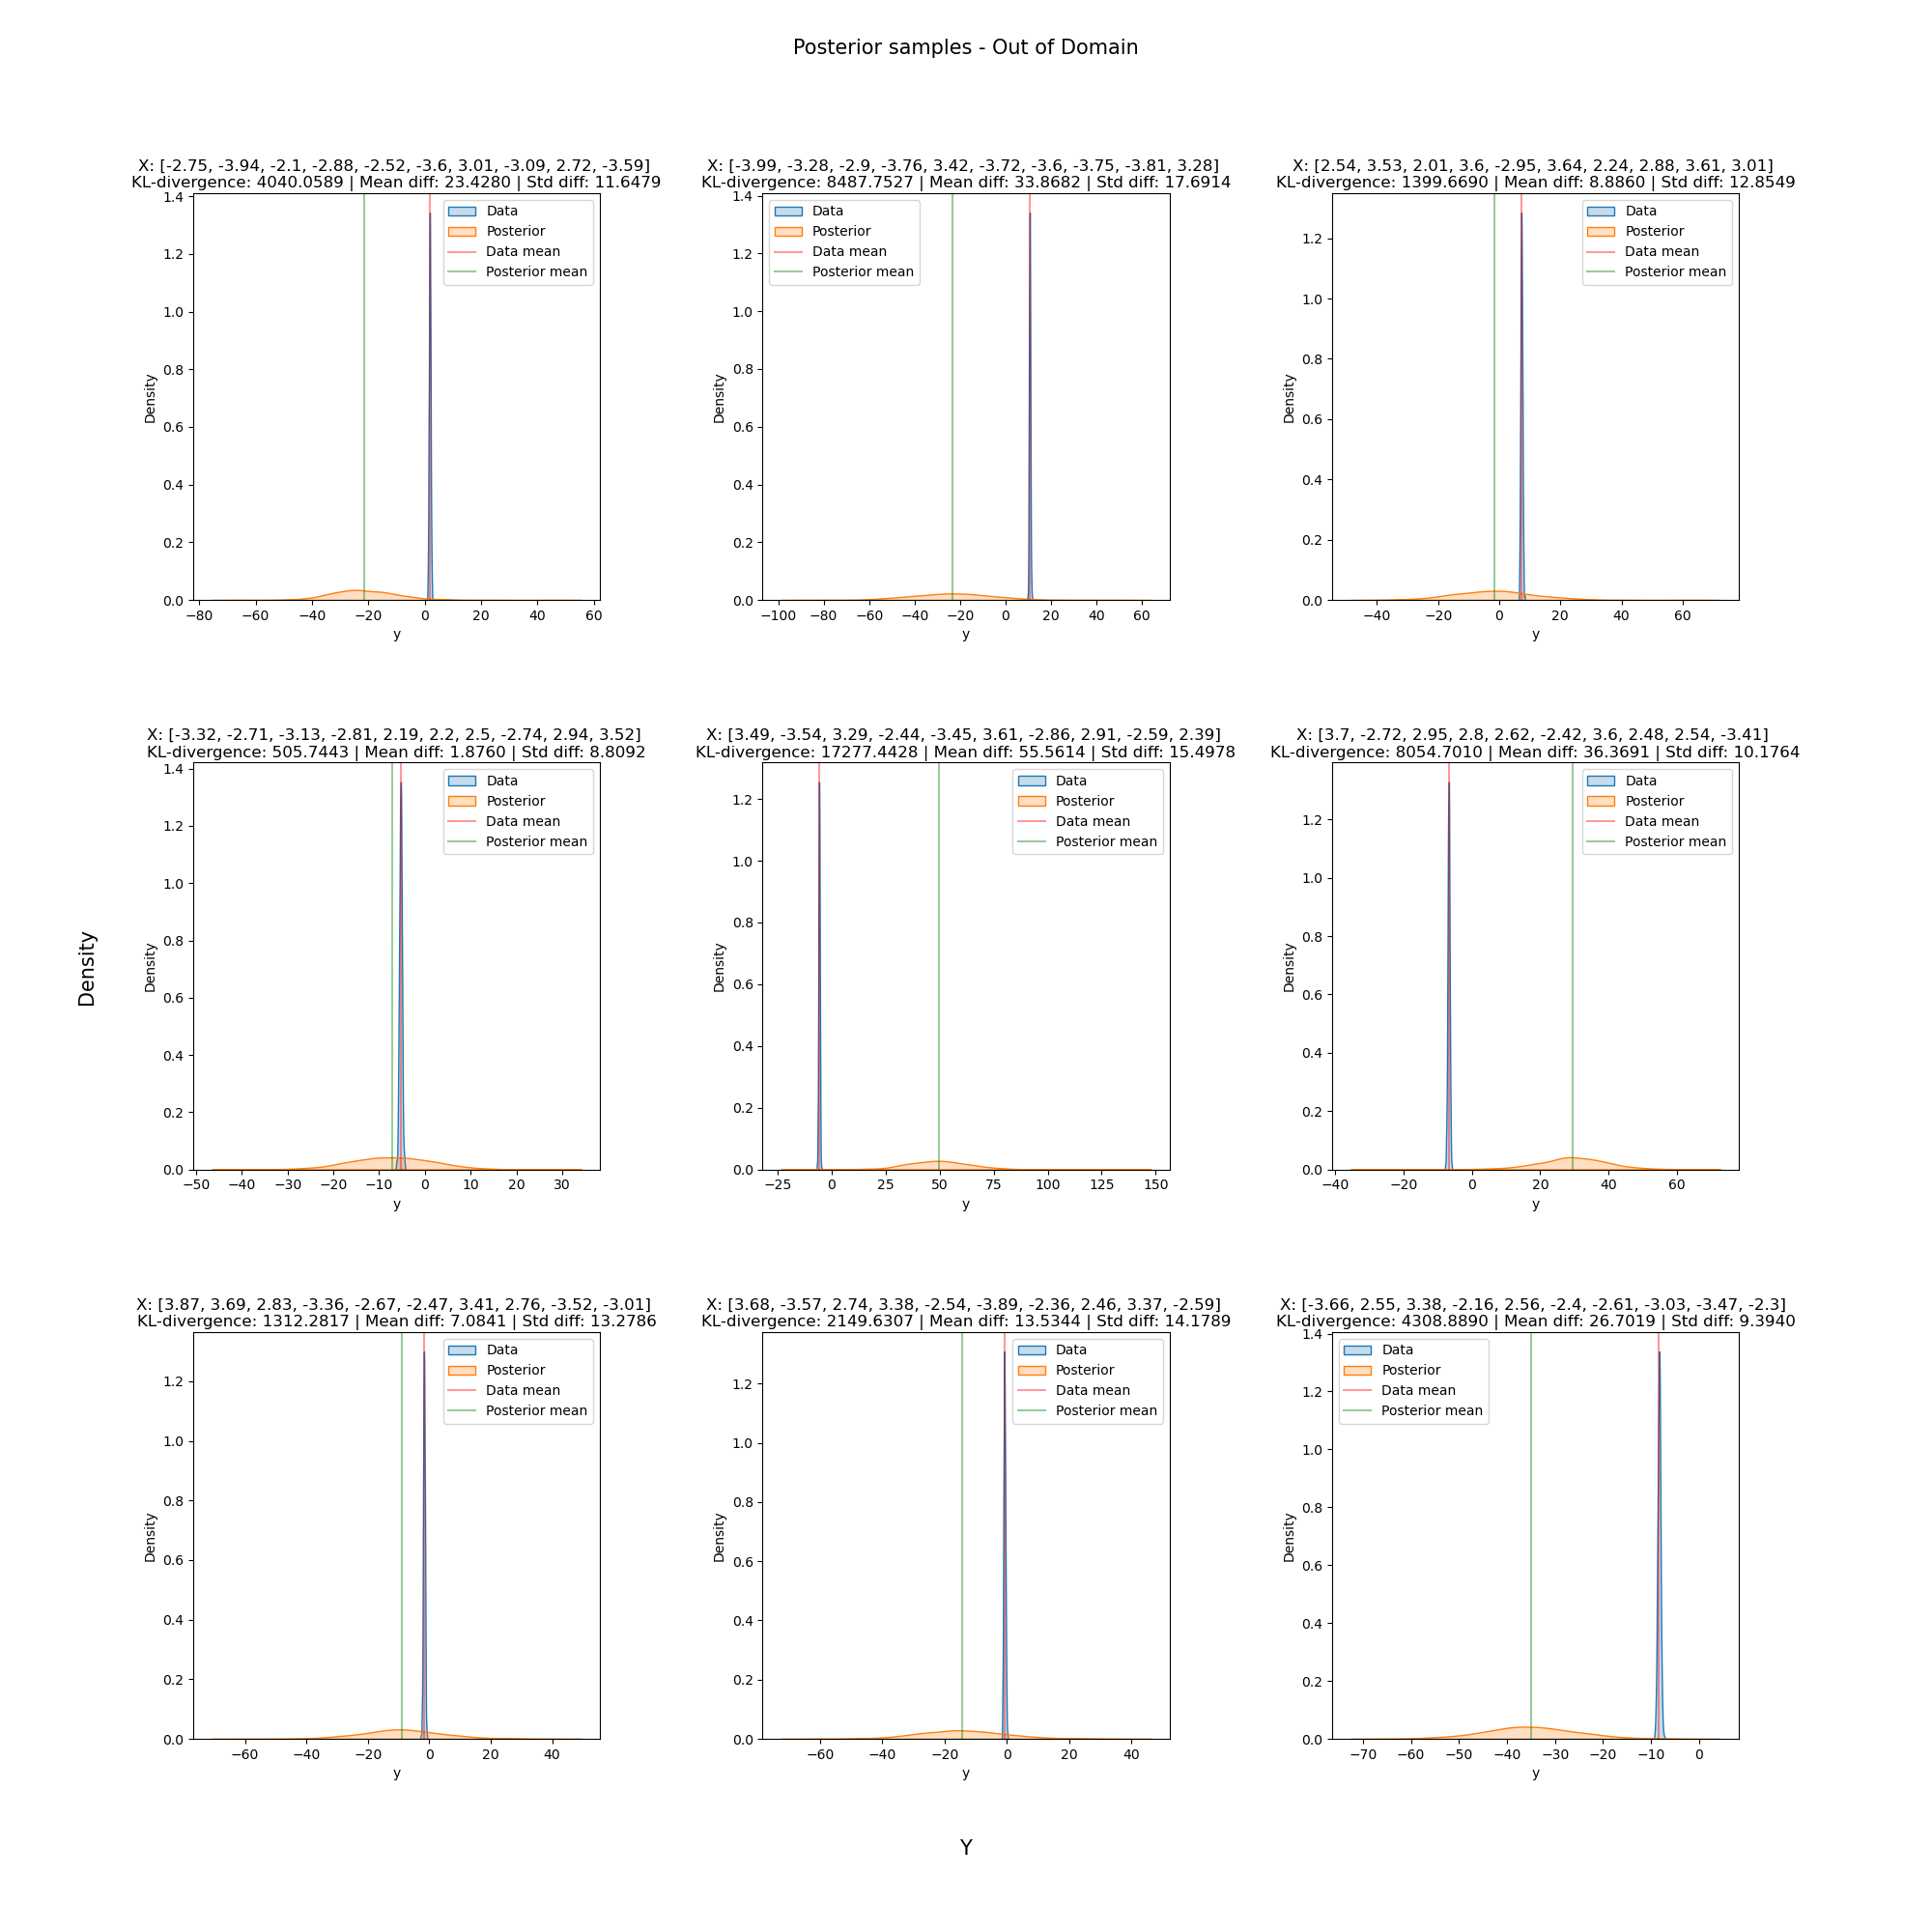 Posterior samples - Out of Domain
X: [-2.75, -3.94, -2.1, -2.88, -2.52, -3.6, 3.01, -3.09, 2.72, -3.59]
KL-divergence: 4040.0589 | Mean diff: 23.4280 | Std diff: 11.6479
1.4
1.2
1.0
0.8
0.6
0.4
0.2
0.0
Density
Data
Posterior
Data mean
Posterior mean
−80 −60 −40 −20 0 20 40 60
y
X: [-3.99, -3.28, -2.9, -3.76, 3.42, -3.72, -3.6, -3.75, -3.81, 3.28]
KL-divergence: 8487.7527 | Mean diff: 33.8682 | Std diff: 17.6914
1.4
1.2
1.0
0.8
0.6
0.4
0.2
0.0
Density
Data
Posterior
Data mean
Posterior mean
−100 −80 −60 −40 −20 0 20 40 60
y
X: [2.54, 3.53, 2.01, 3.6, -2.95, 3.64, 2.24, 2.88, 3.61, 3.01]
KL-divergence: 1399.6690 | Mean diff: 8.8860 | Std diff: 12.8549
1.2
1.0
0.8
0.6
0.4
0.2
0.0
Density
Data
Posterior
Data mean
Posterior mean
−40 −20 0 20 40 60
y
Density
X: [-3.32, -2.71, -3.13, -2.81, 2.19, 2.2, 2.5, -2.74, 2.94, 3.52]
KL-divergence: 505.7443 | Mean diff: 1.8760 | Std diff: 8.8092
1.4
1.2
1.0
0.8
0.6
0.4
0.2
0.0
Density
Data
Posterior
Data mean
Posterior mean
−50 −40 −30 −20 −10 0 10 20 30
y
X: [3.49, -3.54, 3.29, -2.44, -3.45, 3.61, -2.86, 2.91, -2.59, 2.39]
KL-divergence: 17277.4428 | Mean diff: 55.5614 | Std diff: 15.4978
1.2
1.0
0.8
0.6
0.4
0.2
0.0
Density
Data
Posterior
Data mean
Posterior mean
−25 0 25 50 75 100 125 150
y
X: [3.7, -2.72, 2.95, 2.8, 2.62, -2.42, 3.6, 2.48, 2.54, -3.41]
KL-divergence: 8054.7010 | Mean diff: 36.3691 | Std diff: 10.1764
1.2
1.0
0.8
0.6
0.4
0.2
0.0
Density
Data
Posterior
Data mean
Posterior mean
−40 −20 0 20 40 60
y
X: [3.87, 3.69, 2.83, -3.36, -2.67, -2.47, 3.41, 2.76, -3.52, -3.01]
KL-divergence: 1312.2817 | Mean diff: 7.0841 | Std diff: 13.2786
1.2
1.0
0.8
0.6
0.4
0.2
0.0
Density
Data
Posterior
Data mean
Posterior mean
−60 −40 −20 0 20 40
y
X: [3.68, -3.57, 2.74, 3.38, -2.54, -3.89, -2.36, 2.46, 3.37, -2.59]
KL-divergence: 2149.6307 | Mean diff: 13.5344 | Std diff: 14.1789
1.2
1.0
0.8
0.6
0.4
0.2
0.0
Density
Data
Posterior
Data mean
Posterior mean
−60 −40 −20 0 20 40
y
X: [-3.66, 2.55, 3.38, -2.16, 2.56, -2.4, -2.61, -3.03, -3.47, -2.3]
KL-divergence: 4308.8890 | Mean diff: 26.7019 | Std diff: 9.3940
1.4
1.2
1.0
0.8
0.6
0.4
0.2
0.0
Density
Data
Posterior
Data mean
Posterior mean
−70 −60 −50 −40 −30 −20 −10 0
y
Y